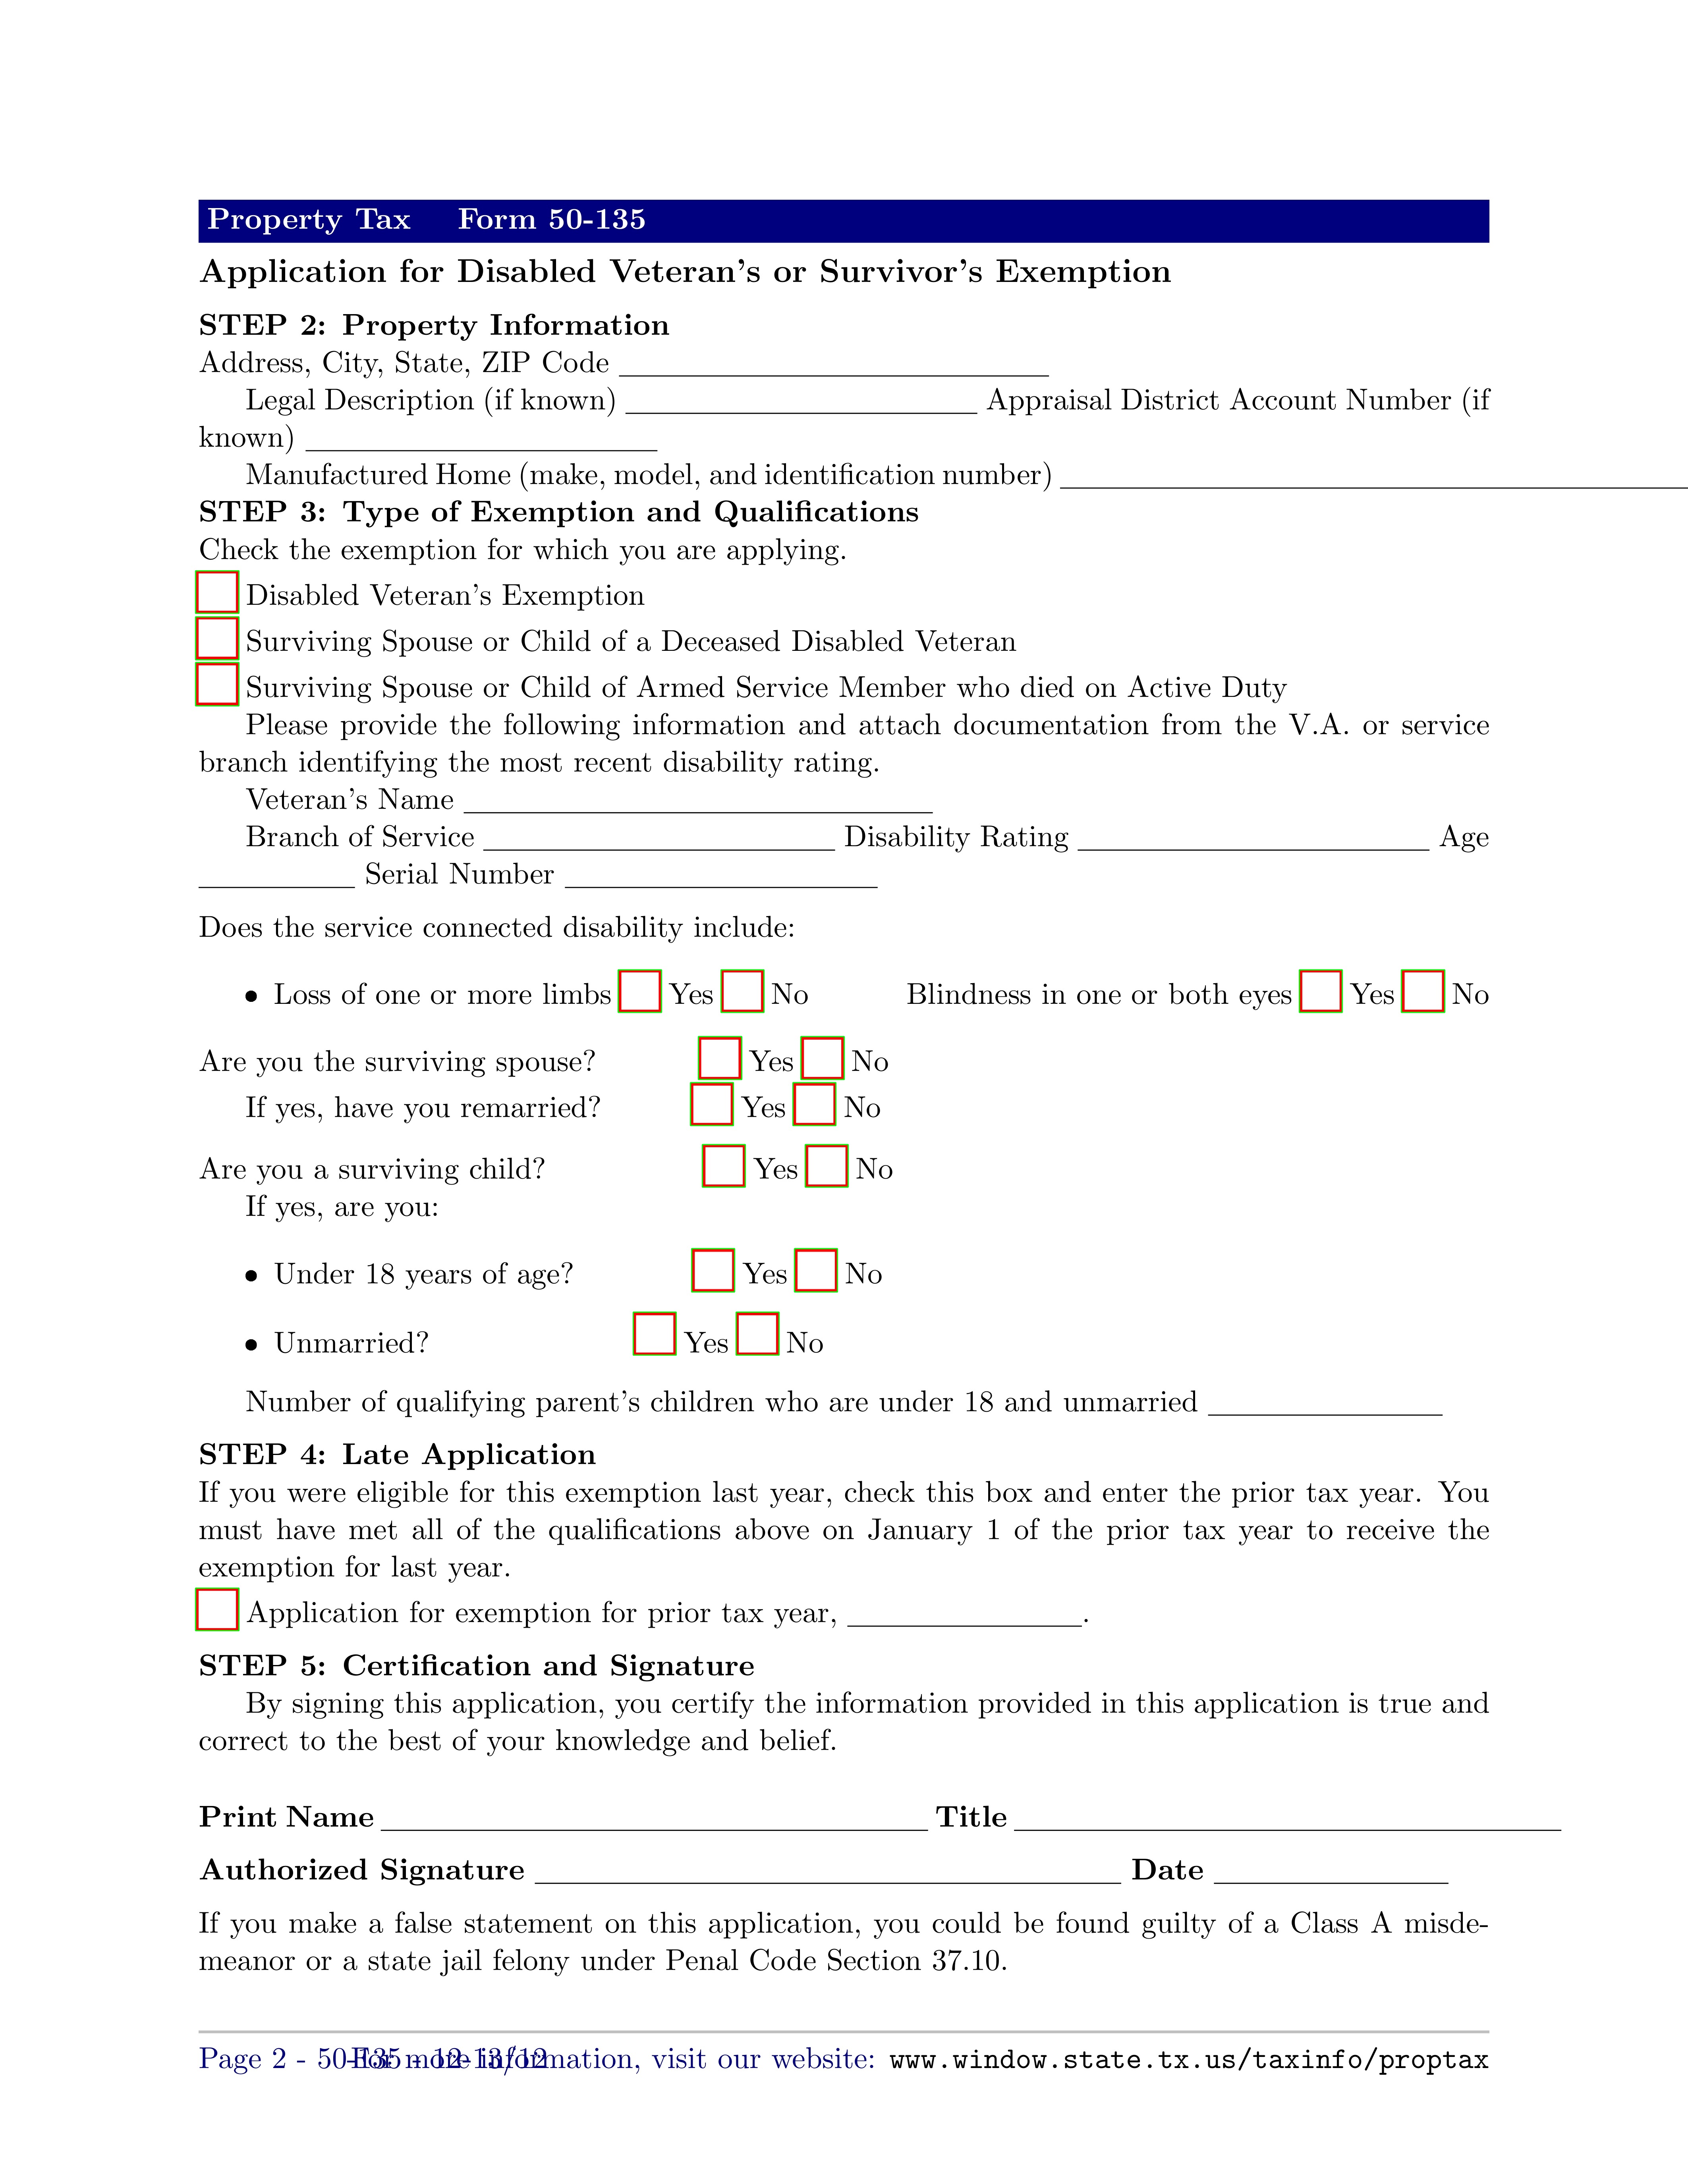 Property Tax Form 50-135
Application for Disabled Veteran's or Survivor's Exemption
STEP 2: Property Information
Address, City, State, ZIP Code
Legal Description (if known) Appraisal District Account Number (if
known)
Manufactured Home (make, model, and identification number)
STEP 3: Type of Exemption and Qualifications
Check the exemption for which you are applying.
Disabled Veteran's Exemption
Surviving Spouse or Child of a Deceased Disabled Veteran
Surviving Spouse or Child of Armed Service Member who died on Active Duty
Please provide the following information and attach documentation from the V.A. or service
branch identifying the most recent disability rating.
Veteran's Name
Branch of Service Disability Rating Age
Serial Number
Does the service connected disability include:
• Loss of one or more limbs Yes No Blindness in one or both eyes Yes No
Are you the surviving spouse? Yes No
If yes, have you remarried? Yes No
Are you a surviving child? Yes No
If yes, are you:
• Under 18 years of age? Yes No
• Unmarried? Yes No
Number of qualifying parent's children who are under 18 and unmarried
STEP 4: Late Application
If you were eligible for this exemption last year, check this box and enter the prior tax year. You
must have met all of the qualifications above on January 1 of the prior tax year to receive the
exemption for last year.
Application for exemption for prior tax year, .
STEP 5: Certification and Signature
By signing this application, you certify the information provided in this application is true and
correct to the best of your knowledge and belief.
Print Name Title
Authorized Signature Date
If you make a false statement on this application, you could be found guilty of a Class A misde-
meanor or a state jail felony under Penal Code Section 37.10.
Page 2 - 50-135 - 12-13/12 For more information, visit our website: www.window.state.tx.us/taxinfo/proptax